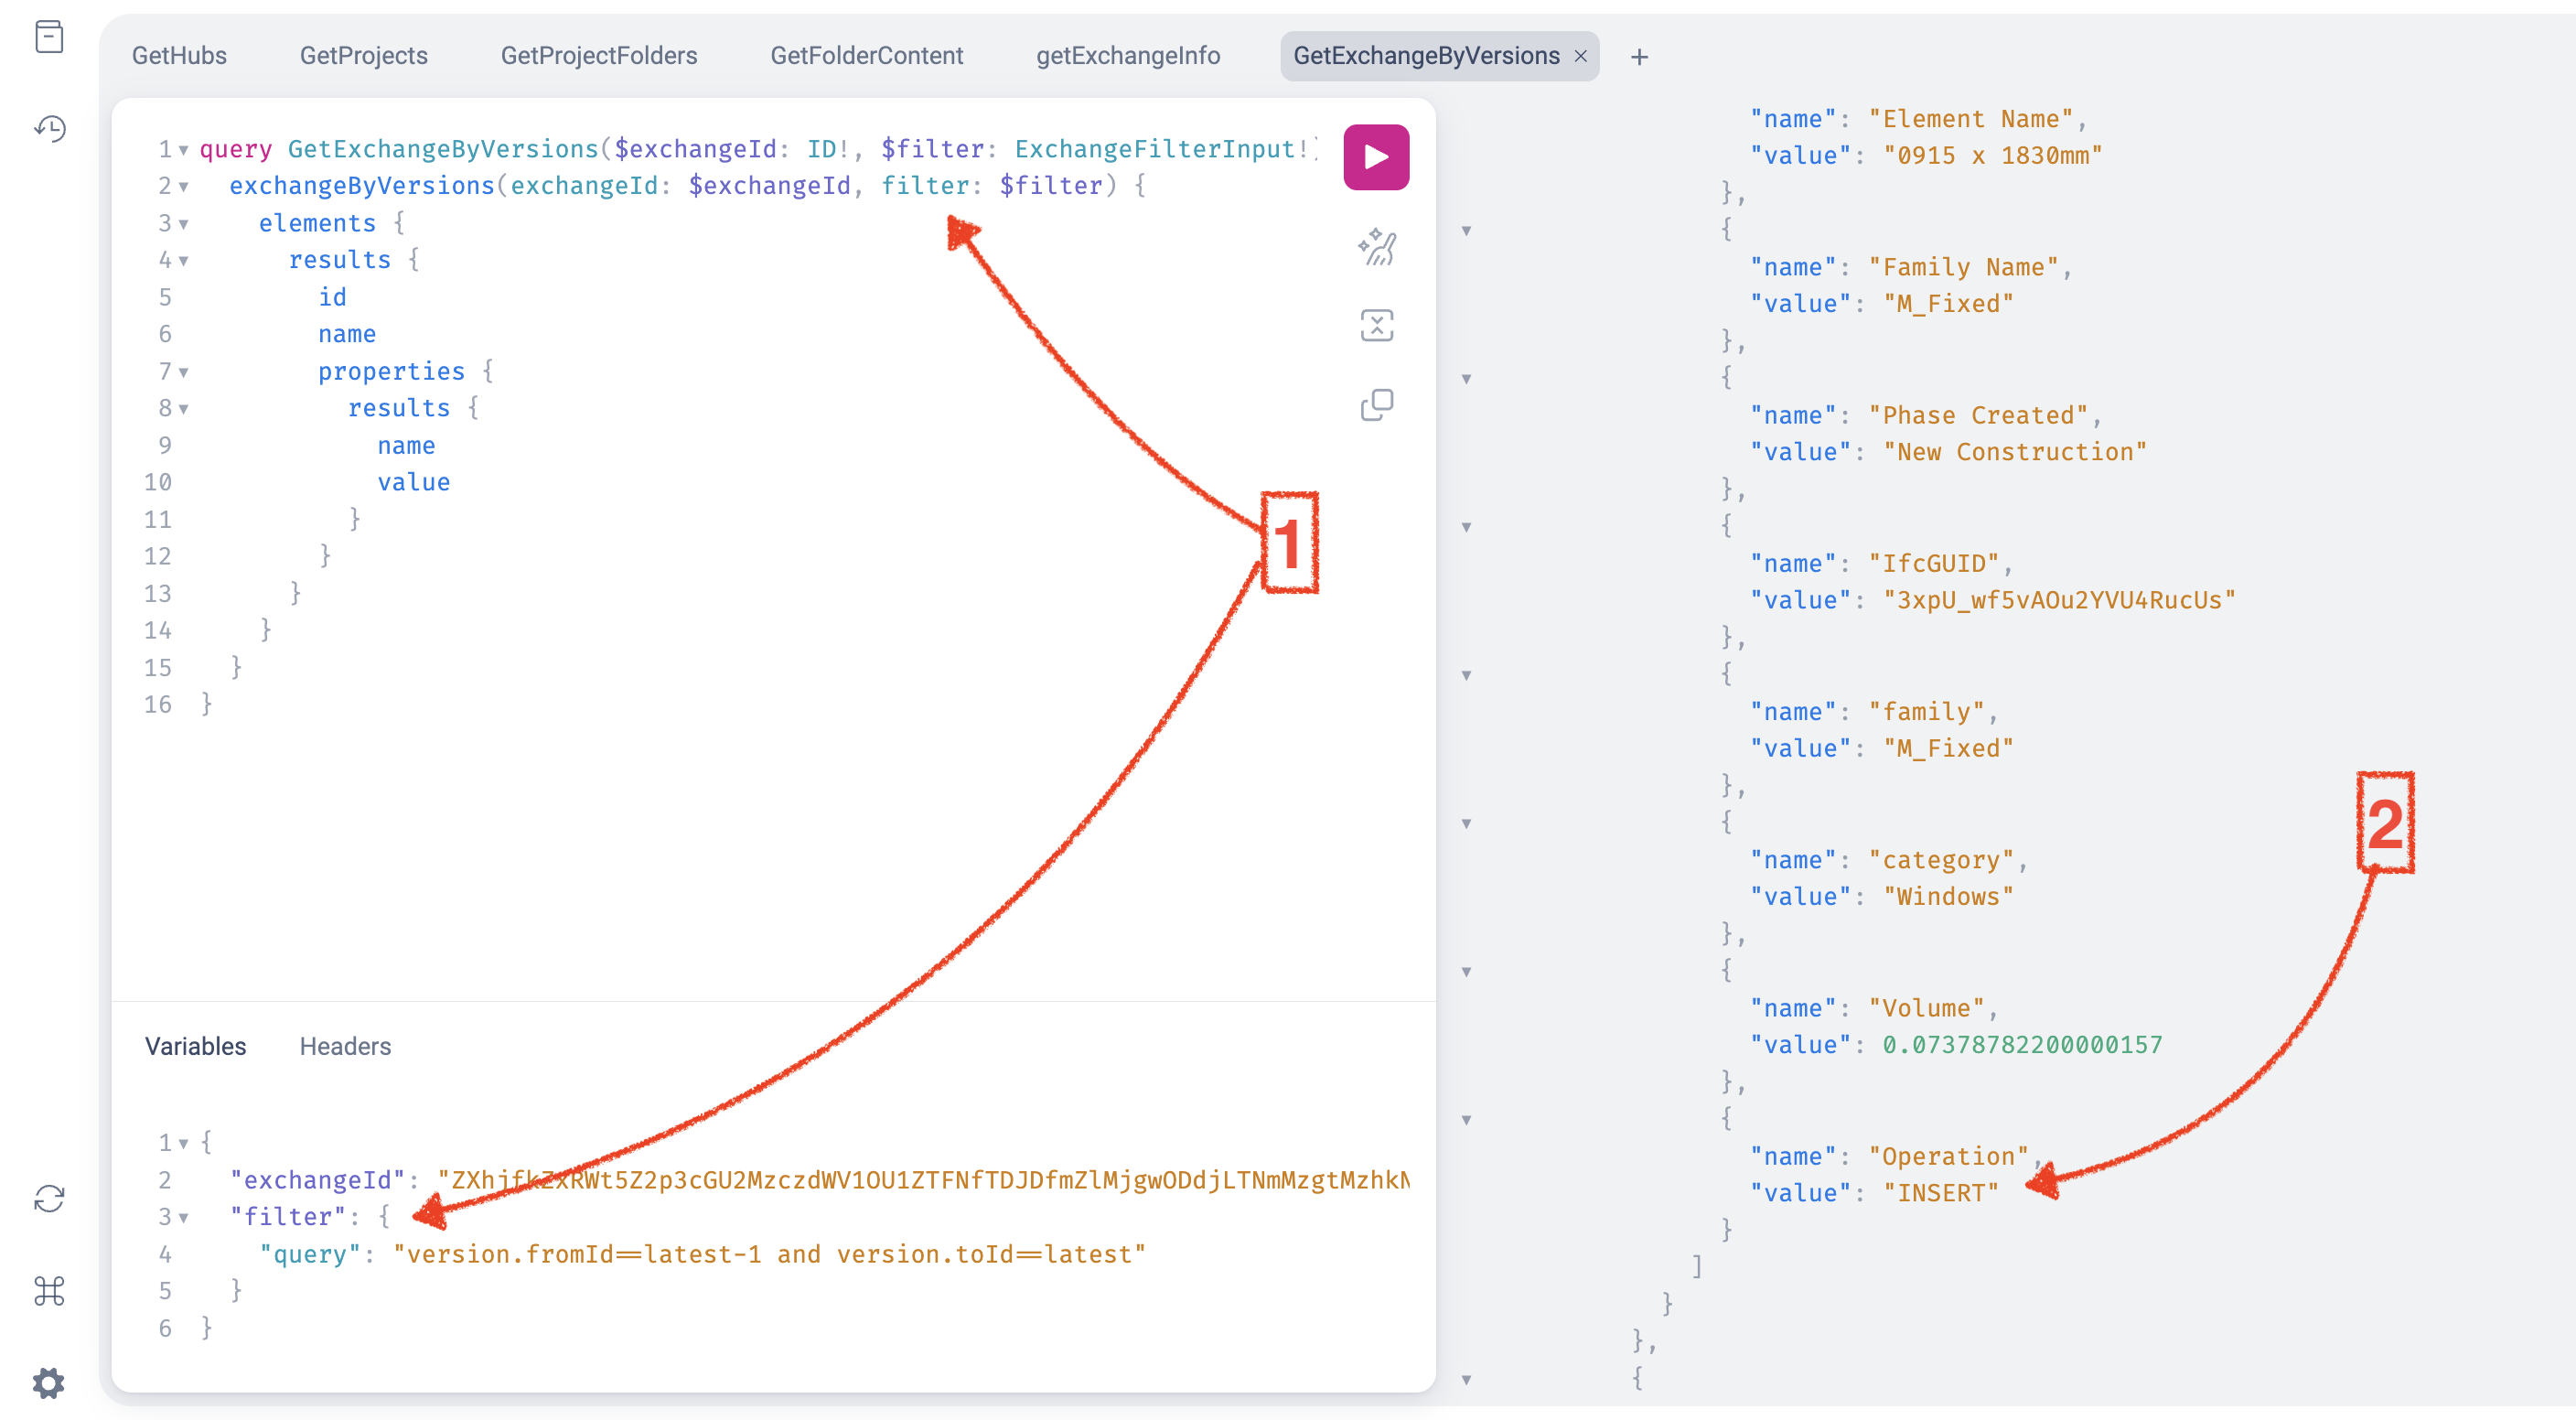 GetHubs GetProjects GetProjectFolders GetFolderContent getExchangeInfo GetExchangeByVersions × +
1 query GetExchangeByVersions($exchangeId: ID!, $filter: ExchangeFilterInput!)
2 exchangeByVersions(exchangeId: $exchangeId, filter: $filter) {
3 elements {
4 results {
5 id
6 name
7 properties {
8 results {
9 name
10 value
11 }
12 }
13 }
14 }
15 }
16 }
1
Variables Headers
1 {
2 "exchangeId": "ZXhjfkZxRWt5Z2p3cGU2MzczdWV1OU1ZTFNfTDJDfmZlMjgwODdjLTNmMzgtMzhkN
3 "filter": {
4 "query": "version.fromId==latest-1 and version.toId==latest"
5 }
6 }
"name": "Element Name",
"value": "0915 x 1830mm"
},
{
"name": "Family Name",
"value": "M_Fixed"
},
{
"name": "Phase Created",
"value": "New Construction"
},
{
"name": "IfcGUID",
"value": "3xpU_wf5vAOu2YVU4RucUs"
},
{
"name": "family",
"value": "M_Fixed"
},
{
"name": "category",
"value": "Windows"
},
{
"name": "Volume",
"value": 0.07378782200000157
},
{
"name": "Operation",
"value": "INSERT"
}
]
}
},
{
2